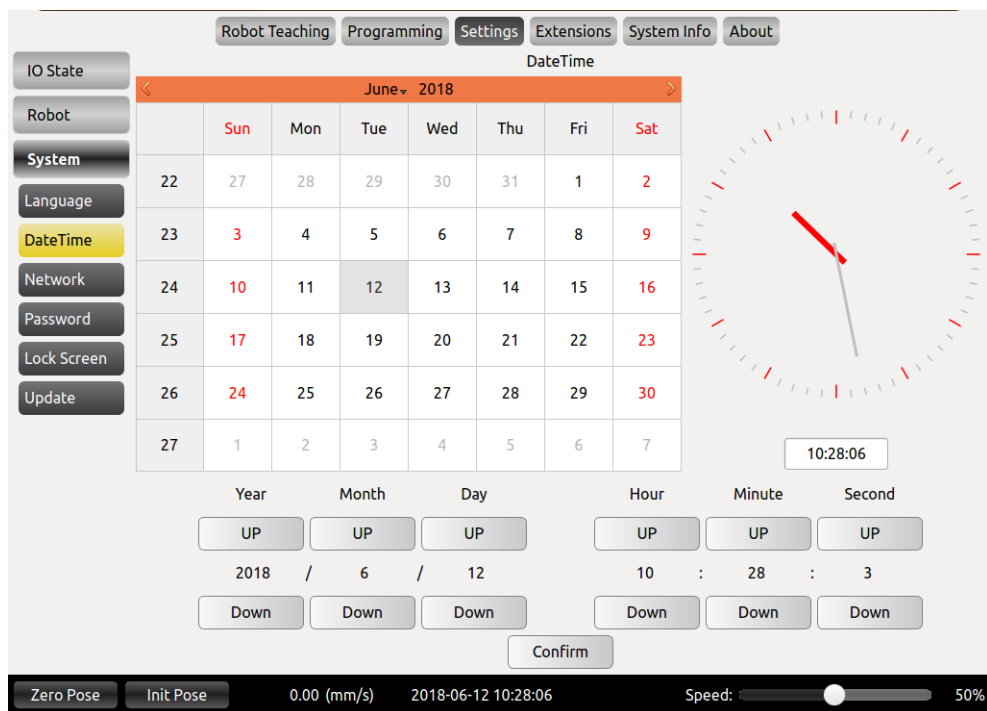 Robot Teaching Programming Settings Extensions System Info About
DateTime
IO State
Robot
System
Language
DateTime
Network
Password
Lock Screen
Update
June 2018
Sun Mon Tue Wed Thu Fri Sat
22 27 28 29 30 31 1 2
23 3 4 5 6 7 8 9
24 10 11 12 13 14 15 16
25 17 18 19 20 21 22 23
26 24 25 26 27 28 29 30
27 1 2 3 4 5 6 7
10:28:06
Year Month Day Hour Minute Second
UP UP UP UP UP UP
2018 / 6 / 12 10 : 28 : 3
Down Down Down Down Down Down
Confirm
Zero Pose Init Pose 0.00 (mm/s) 2018-06-12 10:28:06 Speed: 50%